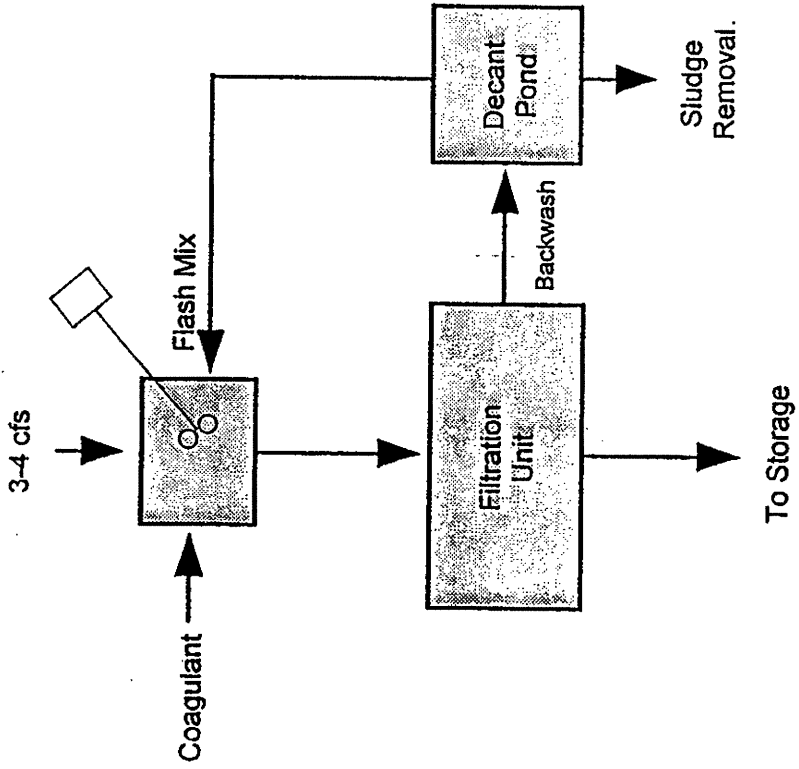 3-4 cfs
Coagulant
Flash Mix
Filtration
Unit
Backwash
Decant
Pond
Sludge
Removal.
To Storage